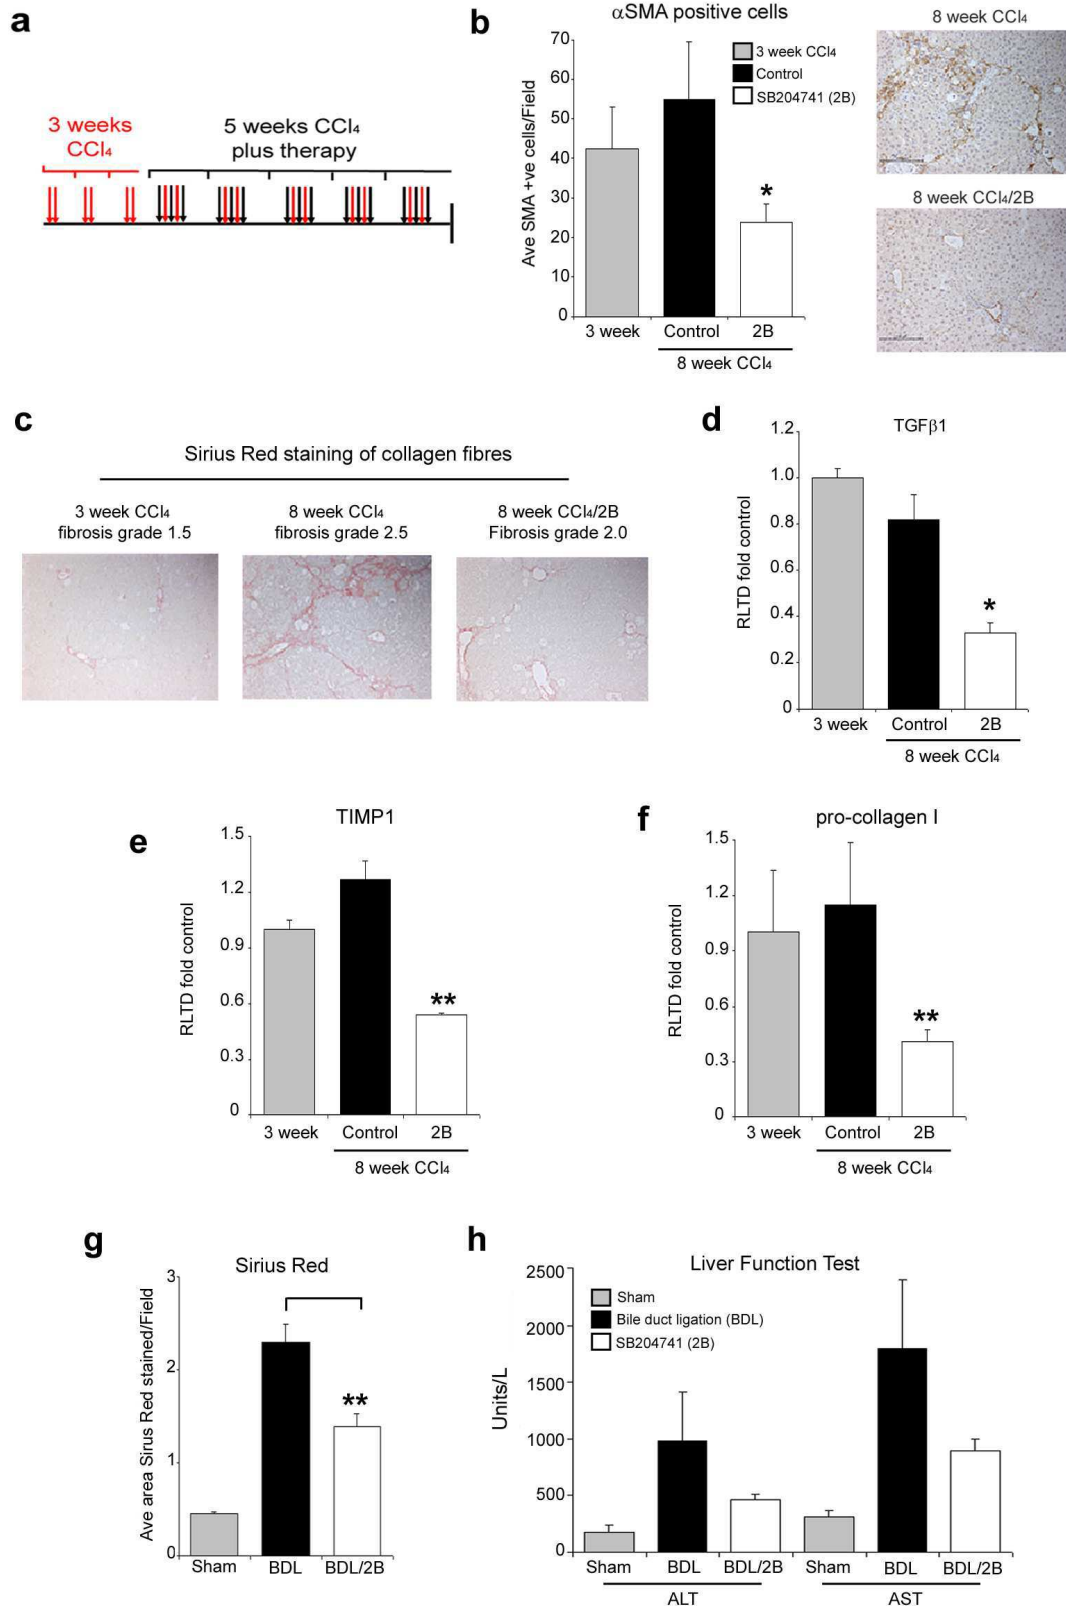 a
3 weeks
CCl₄
5 weeks CCl₄
plus therapy
b
αSMA positive cells
Ave SMA +ve cells/Field
70
60
50
40
30
20
10
0
3 week CCl₄
Control
SB204741 (2B)
*
3 week
Control
2B
8 week CCl₄
8 week CCl₄
8 week CCl₄/2B
c
Sirius Red staining of collagen fibres
3 week CCl₄
fibrosis grade 1.5
8 week CCl₄
fibrosis grade 2.5
8 week CCl₄/2B
Fibrosis grade 2.0
d
TGFβ1
RLTD fold control
1.2
1.0
0.8
0.6
0.4
0.2
0
*
3 week
Control
2B
8 week CCl₄
e
TIMP1
RLTD fold control
1.5
1.2
0.9
0.6
0.3
0
**
3 week
Control
2B
8 week CCl₄
f
pro-collagen I
RLTD fold control
1.5
1.2
0.9
0.6
0.3
0
**
3 week
Control
2B
8 week CCl₄
g
Sirius Red
Ave area Sirus Red stained/Field
3
2
1
0
**
Sham
BDL
BDL/2B
h
Liver Function Test
Units/L
2500
2000
1500
1000
500
0
Sham
Bile duct ligation (BDL)
SB204741 (2B)
Sham
BDL
BDL/2B
Sham
BDL
BDL/2B
ALT
AST